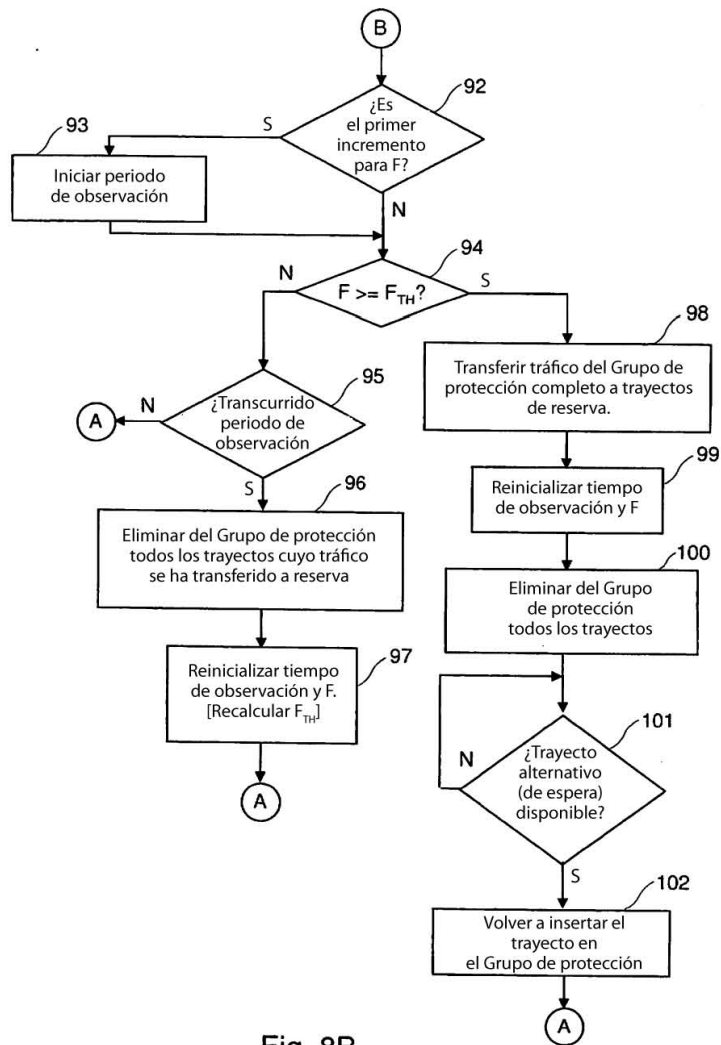 B
92
¿Es
el primer
incremento
para F?
S
93
Iniciar periodo
de observación
N
94
F >= F_TH?
N
S
98
Transferir tráfico del Grupo de
protección completo a trayectos
de reserva.
95
¿Transcurrido
periodo de
observación
N
A
S
99
Reinicializar tiempo
de observación y F
96
Eliminar del Grupo de protección
todos los trayectos cuyo tráfico
se ha transferido a reserva
100
Eliminar del Grupo
de protección
todos los trayectos
97
Reinicializar tiempo
de observación y F.
[Recalcular F_TH]
A
101
¿Trayecto
alternativo
(de espera)
disponible?
N
S
102
Volver a insertar el
trayecto en
el Grupo de protección
A
Fig. 8B